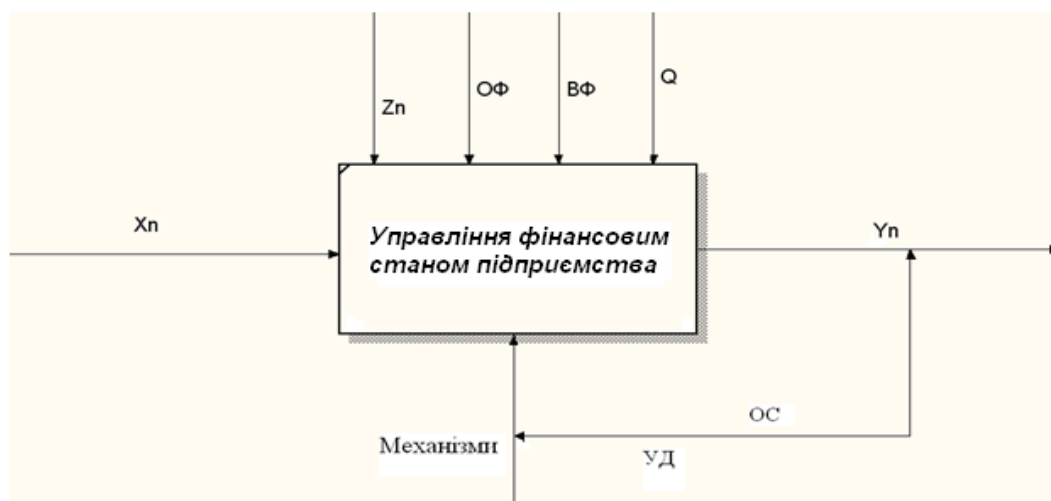 Zn
ОФ
ВФ
Q
Xn
Управління фінансовим
станом підприємства
Yn
ОС
Механізми
УД